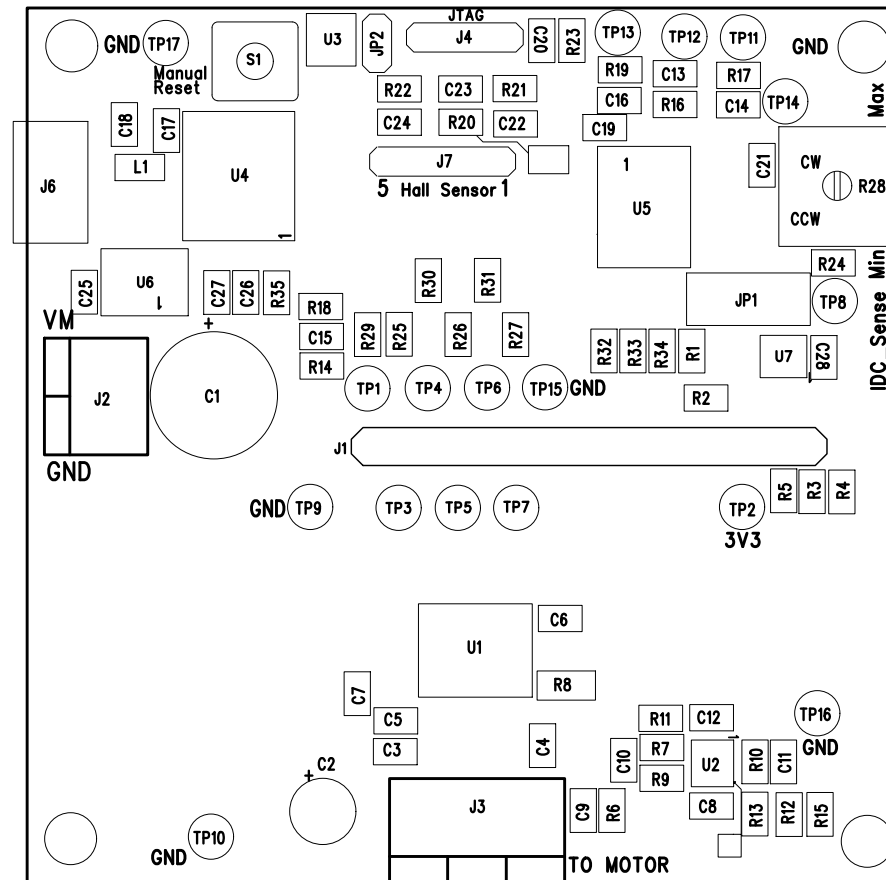 JTAG
GND TP17 S1 U3 JP2 J4 C20 R23 TP13 TP12 TP11 GND
Manual
Reset
R22 C23 R21 R19 C13 R17
C24 R20 C22 C16 R16 C14 TP14 Max
C18 C17 C19
J6 L1 U4 1 J7 1 U5 C21 CW R28
5 Hall Sensor 1 CCW
C25 U6 1 C27 C26 R35 R30 R31 R24 Min
R18 JP1 TP8
VM + C15 R29 R25 R26 R27 R32 R33 R34 R1 U7 1 C28 IDC Sense
R14
J2 C1 TP1 TP4 TP6 TP15 GND R2
J1
GND
R5 R3 R4
GND TP9 TP3 TP5 TP7 TP2
3V3
C6
U1
C7 R8
C5 R11 C12 TP16
C3 C4 C10 R7 U2 1 R10 C11 GND
+ C2 R9
J3 C9 R6 C8 R13 R12 R15
TP10
GND TO MOTOR